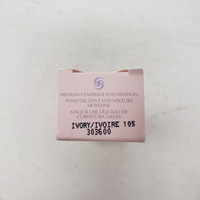 MEDIUM COVERAGE FOUNDATION
FOND DE TEINT COUVERTURE
MOYENNE
MAQUILLAJE LÍQUIDO DE
COBERTURA MEDIA
IVORY/IVOIRE 105
303600